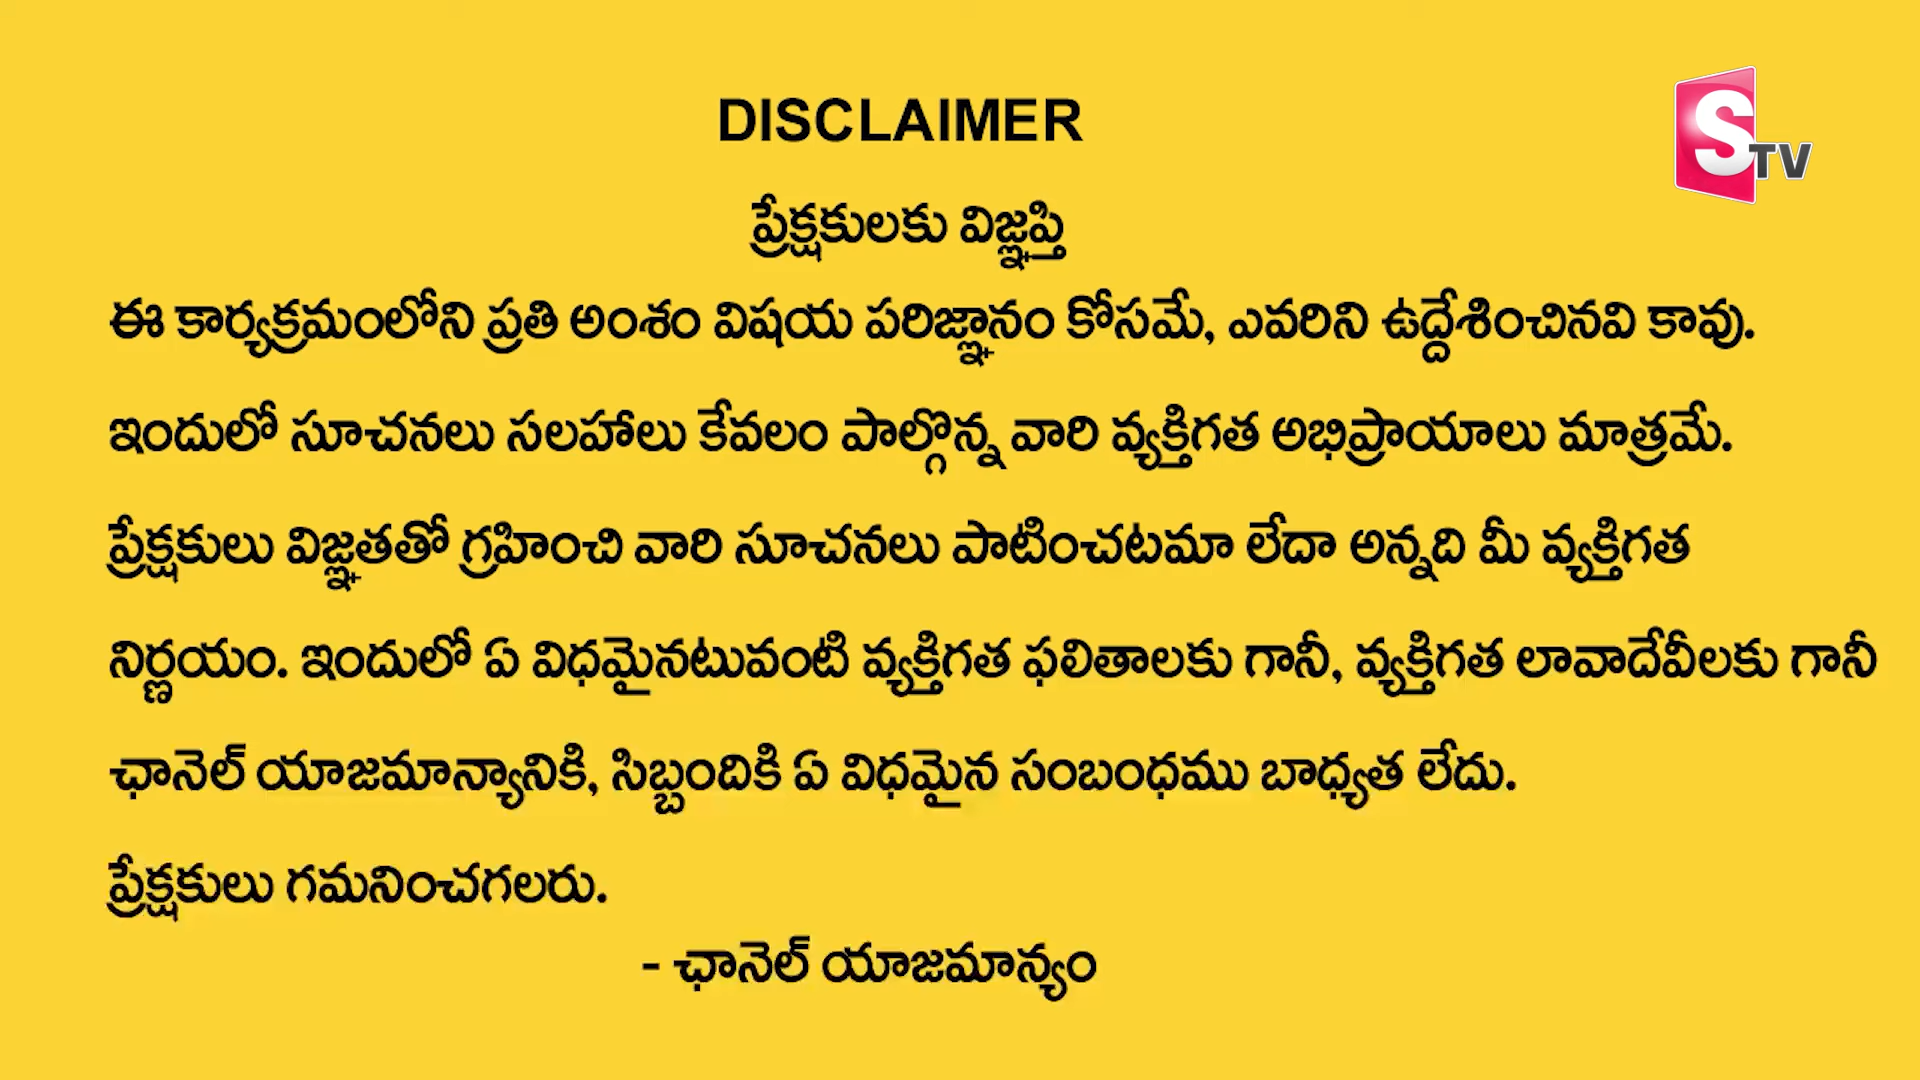 DISCLAIMER
STV
ప్రేక్షకులకు విజ్ఞప్తి
ఈ కార్యక్రమంలోని ప్రతి అంశం విషయ పరిజ్ఞానం కోసమే, ఎవరిని ఉద్దేశించినవి కావు.
ఇందులో సూచనలు సలహాలు కేవలం పాల్గొన్న వారి వ్యక్తిగత అభిప్రాయాలు మాత్రమే.
ప్రేక్షకులు విజ్ఞతతో గ్రహించి వారి సూచనలు పాటించటమా లేదా అన్నది మీ వ్యక్తిగత
నిర్ణయం. ఇందులో ఏ విధమైనటువంటి వ్యక్తిగత ఫలితాలకు గానీ, వ్యక్తిగత లావాదేవీలకు గానీ
ఛానెల్ యాజమాన్యానికి, సిబ్బందికి ఏ విధమైన సంబంధము బాధ్యత లేదు.
ప్రేక్షకులు గమనించగలరు.
- ఛానెల్ యాజమాన్యం